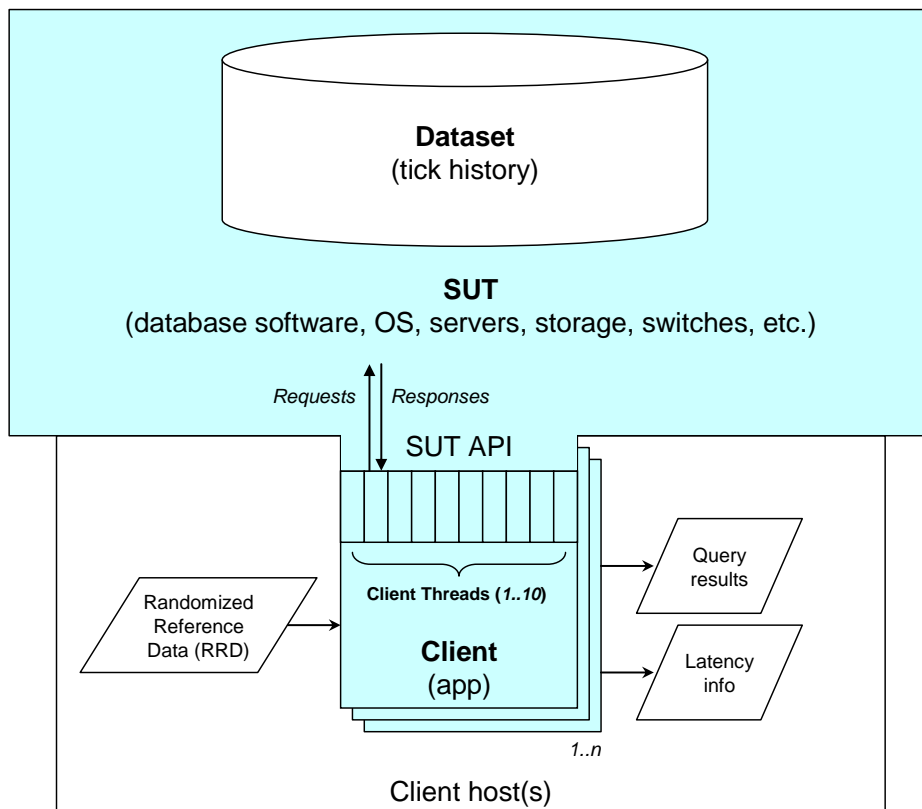 Dataset
(tick history)
SUT
(database software, OS, servers, storage, switches, etc.)
Requests
Responses
SUT API
Client Threads (1..10)
Randomized
Reference
Data (RRD)
Client
(app)
Query
results
Latency
info
1..n
Client host(s)